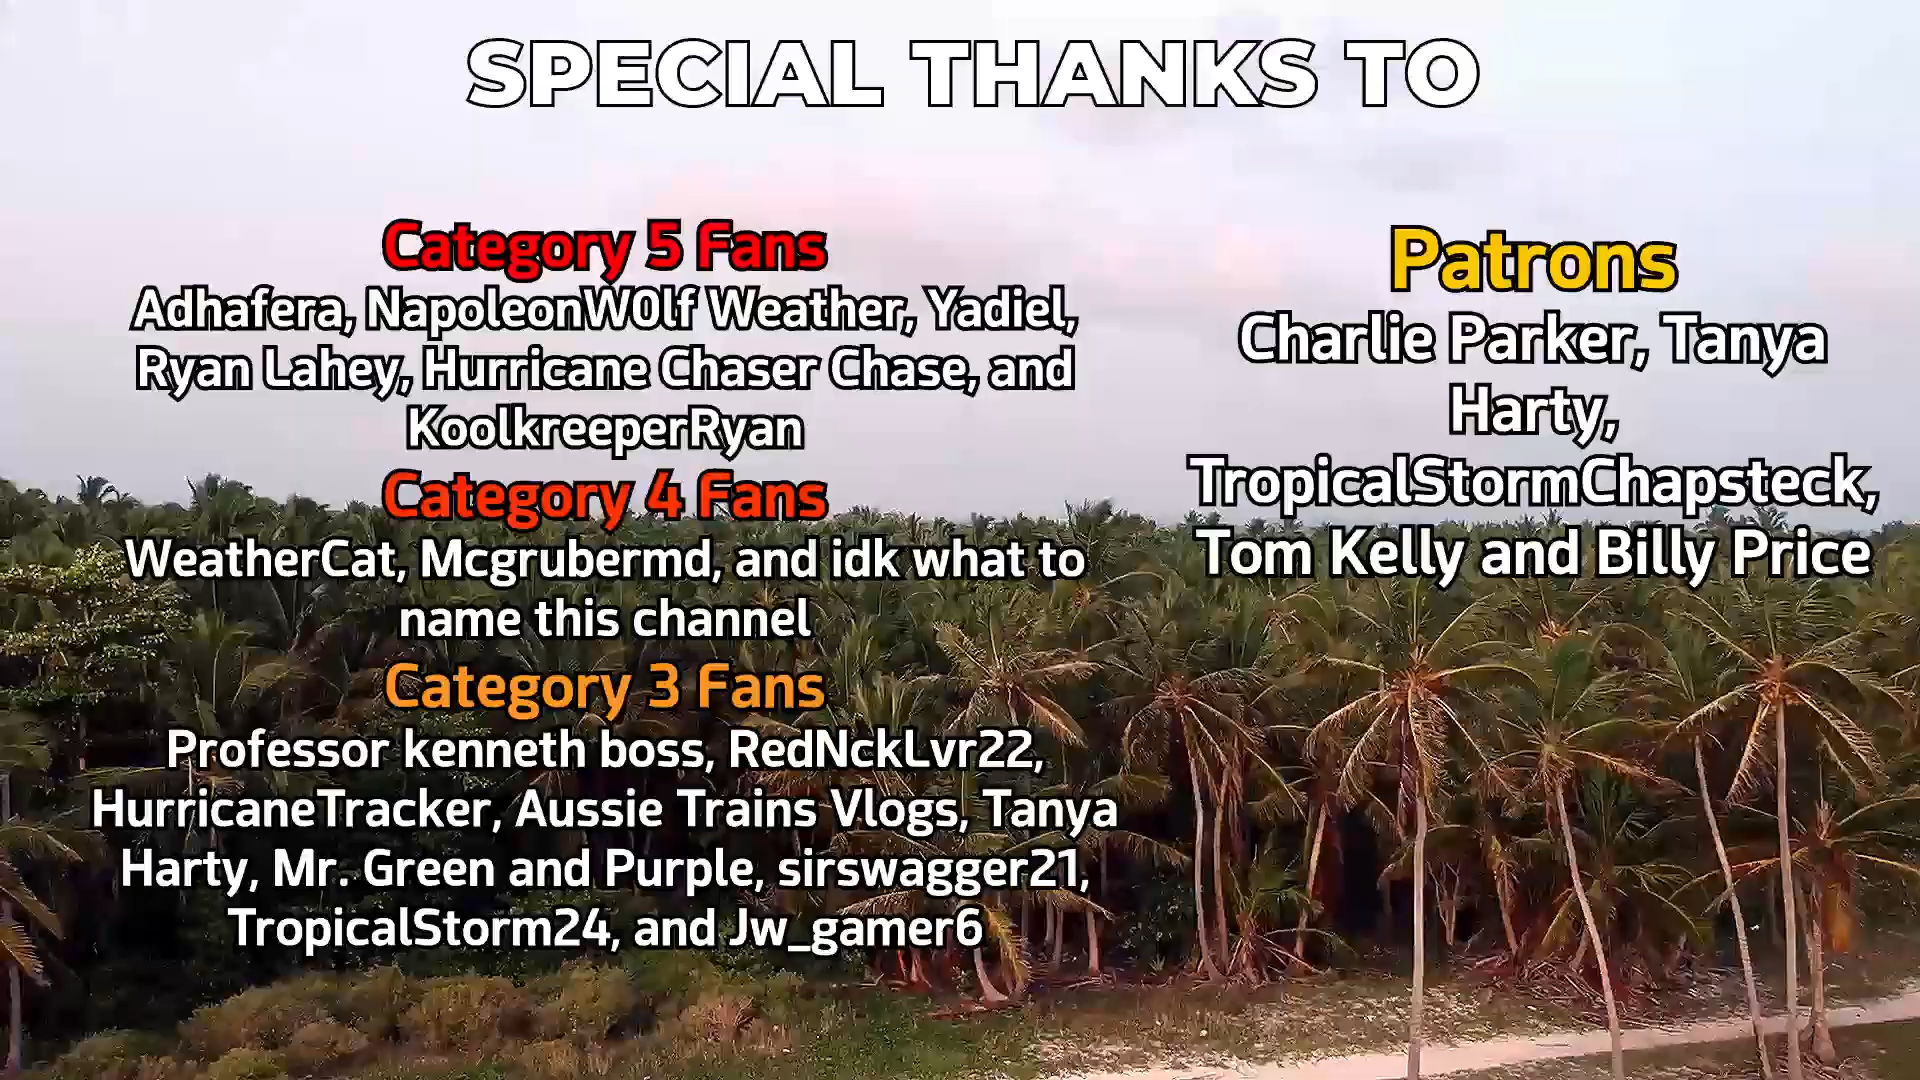 SPECIAL THANKS TO
Category 5 Fans
Adhafera, NapoleonW0lf Weather, Yadiel,
Ryan Lahey, Hurricane Chaser Chase, and
KoolkreeperRyan
Category 4 Fans
WeatherCat, Mcgrubermd, and idk what to
name this channel
Category 3 Fans
Professor kenneth boss, RedNckLvr22,
HurricaneTracker, Aussie Trains Vlogs, Tanya
Harty, Mr. Green and Purple, sirswagger21,
TropicalStorm24, and Jw_gamer6
Patrons
Charlie Parker, Tanya
Harty,
TropicalStormChapsteck,
Tom Kelly and Billy Price